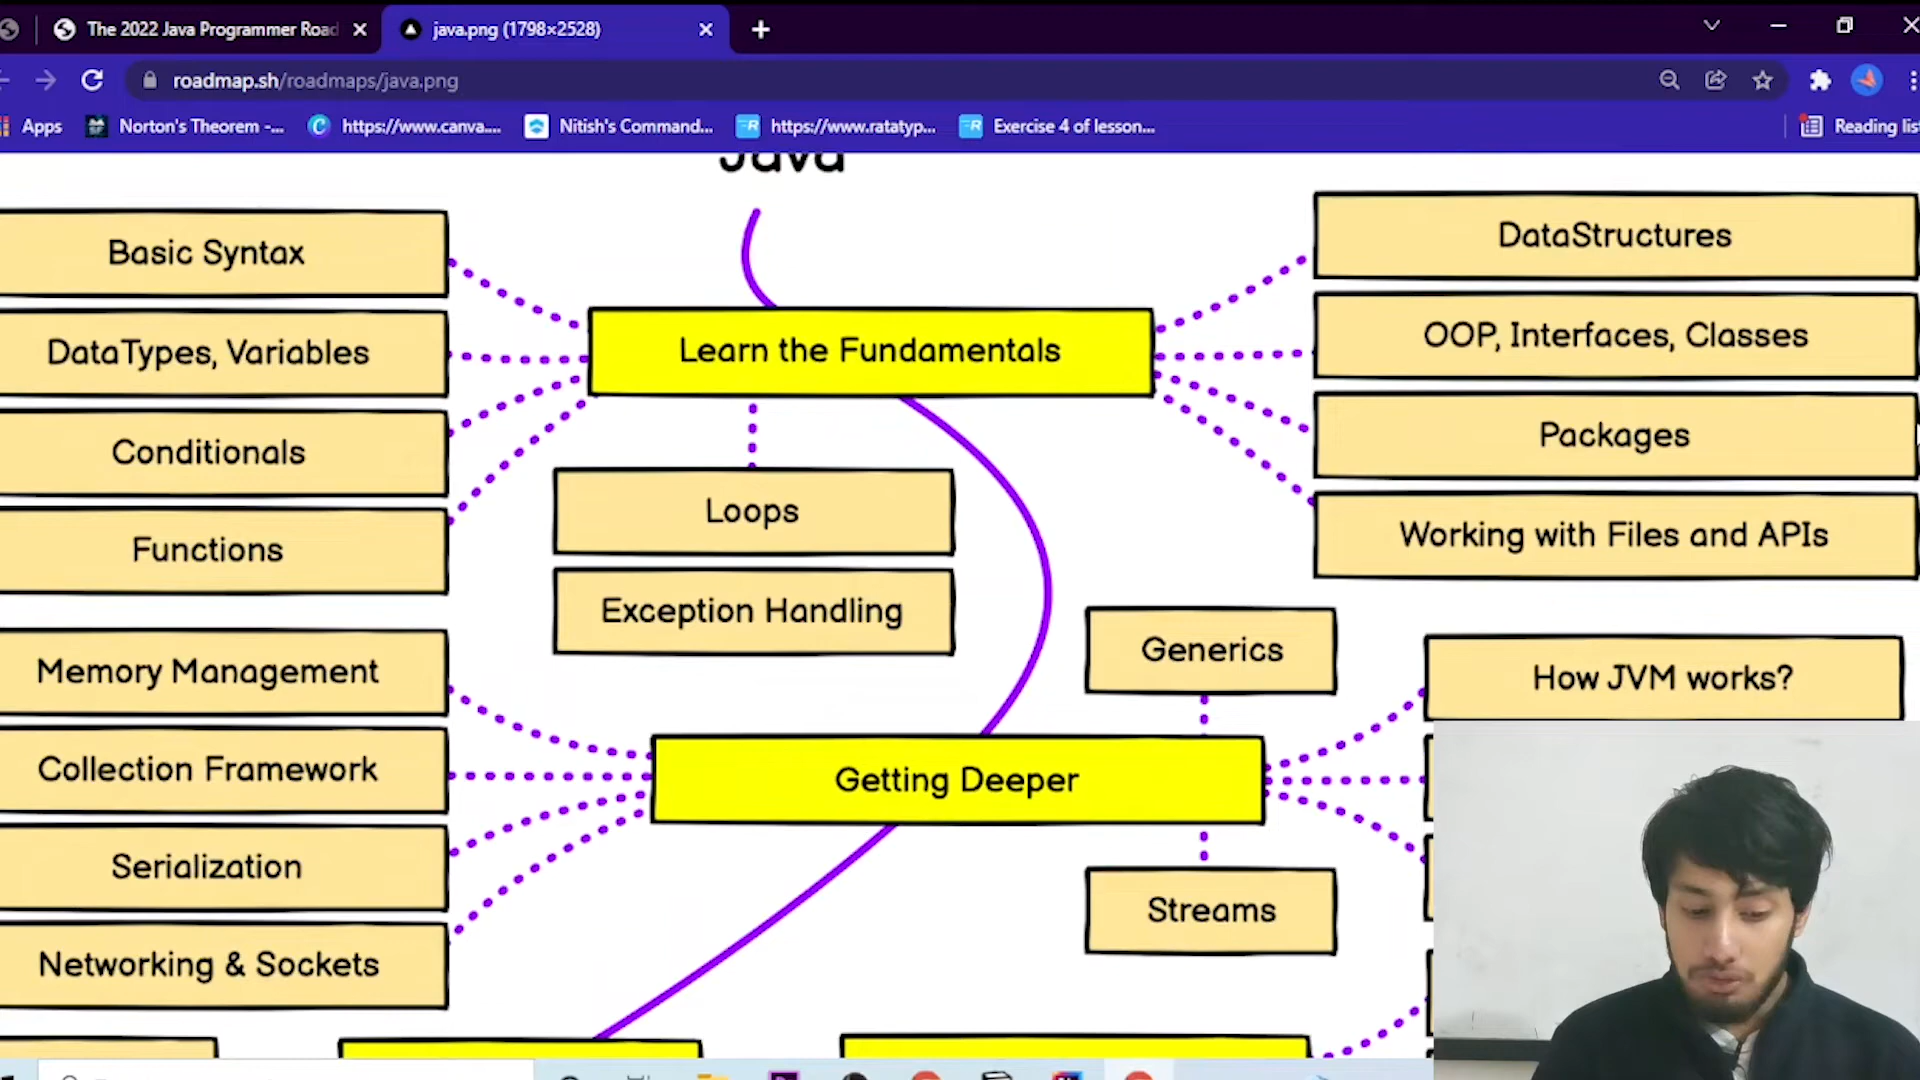 The 2022 Java Programmer Road
java.png (1798×2528)
roadmap.sh/roadmaps/java.png
Apps
Norton's Theorem -...
https://www.canva....
Nitish's Command...
https://www.ratatyp...
Exercise 4 of lesson...
Reading list
Java
Basic Syntax
DataTypes, Variables
Conditionals
Functions
Learn the Fundamentals
Loops
Exception Handling
DataStructures
OOP, Interfaces, Classes
Packages
Working with Files and APIs
Memory Management
Collection Framework
Serialization
Networking & Sockets
Getting Deeper
Generics
Streams
How JVM works?